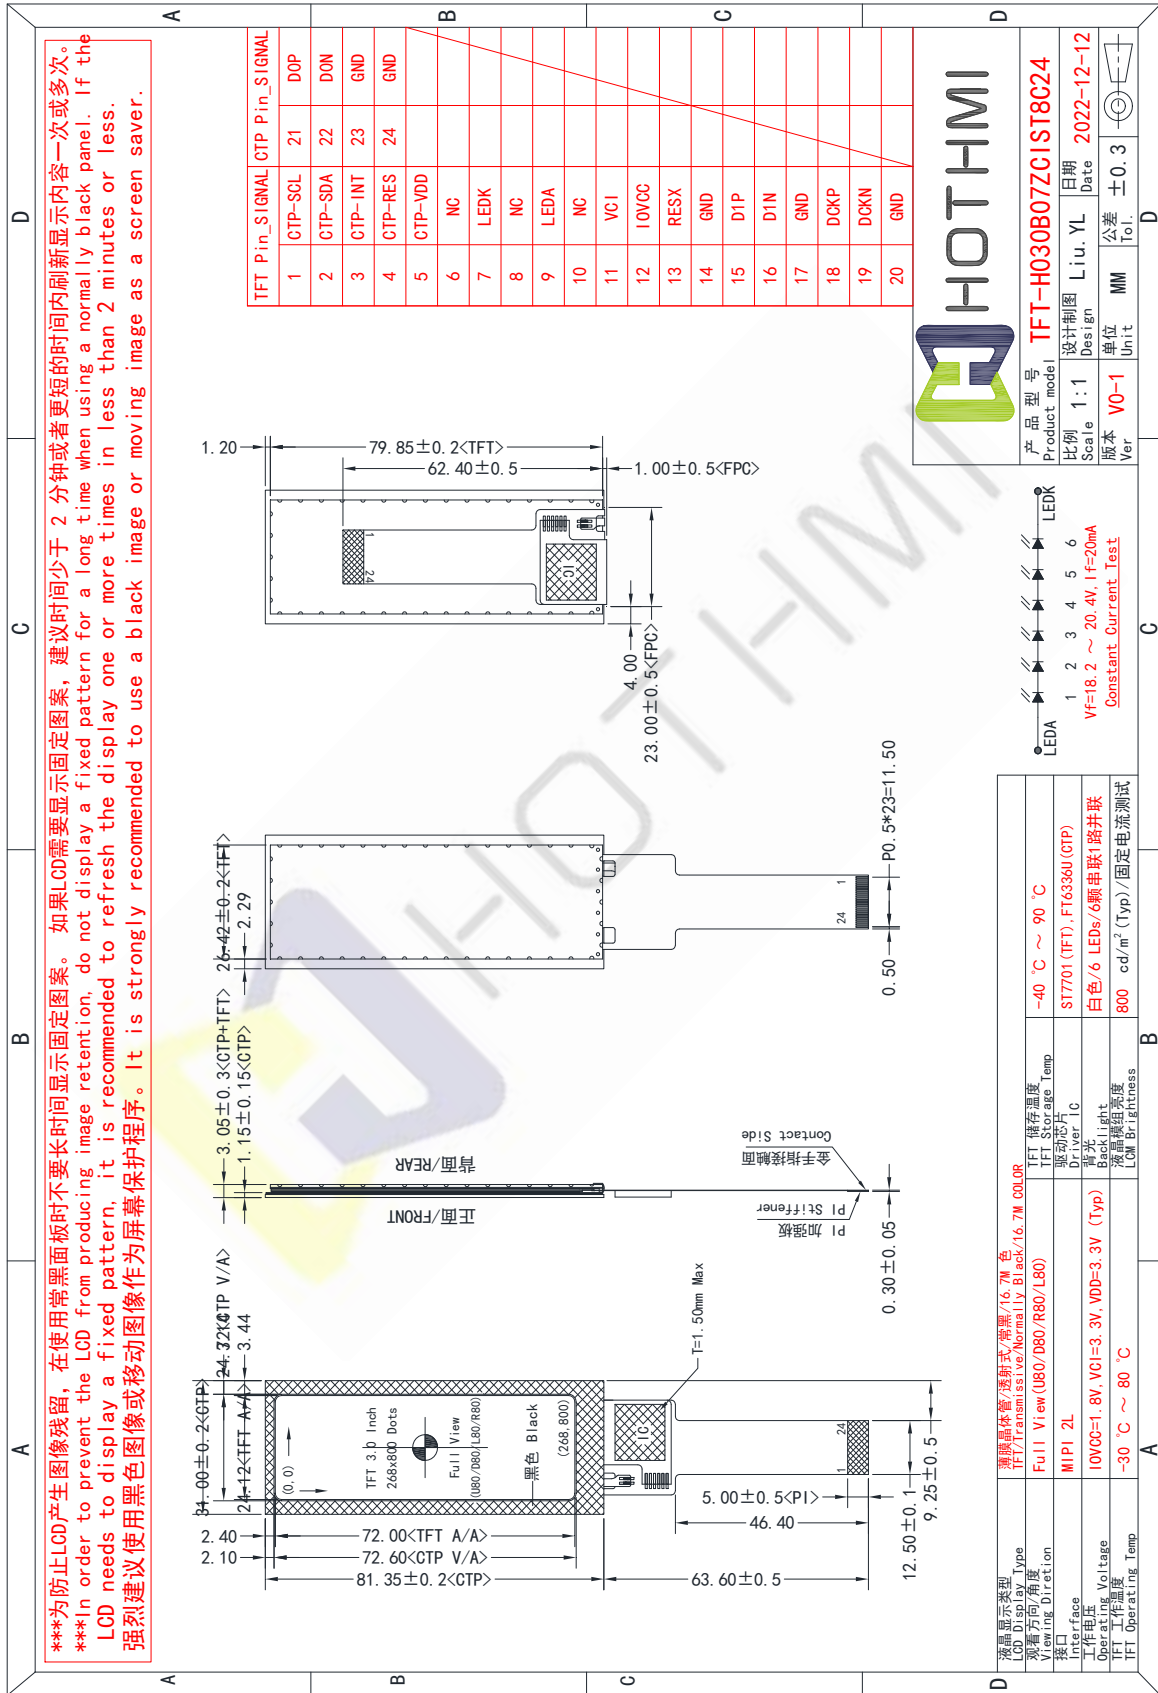 ***为防止LCD产生图像残留, 在使用常黑面板时不要长时间显示固定图案。 如果LCD需要显示固定图案, 建议时间少于 2 分钟或者更短的时间内刷新显示内容一次或多次。
***In order to prevent the LCD from producing image retention, do not display a fixed pattern for a long time when using a normally black panel. If the
LCD needs to display a fixed pattern, it is recommended to refresh the display one or more times in less than 2 minutes or less.
强烈建议使用黑色图像或移动图像作为屏幕保护程序。It is strongly recommended to use a black image or moving image as a screen saver.
A
B
C
D
A
B
C
D
A
B
C
D
A
B
C
D
31.00±0.2<CTP>
24.12<TFT A/A>
3.44
2.40
72.00<TFT A/A>
2.10
72.60<CTP V/A>
81.35±0.2<CTP>
63.60±0.5
46.40
5.00±0.5<PI>
12.50±0.1
9.25±0.5
(0,0)
TFT 3.0 Inch
268x800 Dots
Full View
(U80/D80/L80/R80)
黑色 Black
(268,800)
IC
1
24
T=1.50mm Max
3.05±0.3<CTP+TFT>
1.15±0.15<CTP>
正面/FRONT
背面/REAR
PI 加强板
PI Stiffener
金手指接触面
Contact Side
0.30±0.05
26.42±0.2<TFT>
2.29
24
1
0.50
P0.5*23=11.50
1.20
79.85±0.2<TFT>
62.40±0.5
1.00±0.5<FPC>
4.00
23.00±0.5<FPC>
1
24
IC
TFT Pin_SIGNAL CTP Pin_SIGNAL
1 CTP-SCL 21 D0P
2 CTP-SDA 22 D0N
3 CTP-INT 23 GND
4 CTP-RES 24 GND
5 CTP-VDD
6 NC
7 LEDK
8 NC
9 LEDA
10 NC
11 VCI
12 IOVCC
13 RESX
14 GND
15 D1P
16 D1N
17 GND
18 DCKP
19 DCKN
20 GND
LEDA
LEDK
1 2 3 4 5 6
Vf=18.2 ～ 20.4V,If=20mA
Constant Current Test
液晶显示类型
LCD Display Type
薄膜晶体管/透射式/常黑/16.7M 色
TFT/Transmissive/Normally Black/16.7M COLOR
观看方向/角度
Viewing Diretion
Full View(U80/D80/R80/L80)
接口
Interface
MIPI 2L
工作电压
Operating Voltage
IOVCC=1.8V,VCI=3.3V,VDD=3.3V (Typ)
TFT 工作温度
TFT Operating Temp
-30 ℃ ～ 80 ℃
TFT 储存温度
TFT Storage Temp
-40 ℃ ～ 90 ℃
驱动芯片
Driver IC
ST7701(TFT),FT6336U(CTP)
背光
Backlight
白色/6 LEDs/6颗串联1路并联
液晶模组亮度
LCM Brightness
800 cd/m² (Typ)/固定电流测试
HOTHMI
产 品 型 号
Product model
TFT-H030B07ZCIST8C24
比例
Scale
1:1
设计制图
Design
Liu.YL
日期
Date
2022-12-12
版本
Ver
V0-1
单位
Unit
MM
公差
Tol.
±0.3
HOTHMI